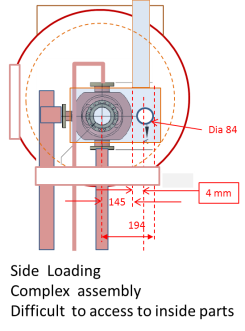 Dia 84
4 mm
145
194
Side Loading
Complex assembly
Difficult to access to inside parts